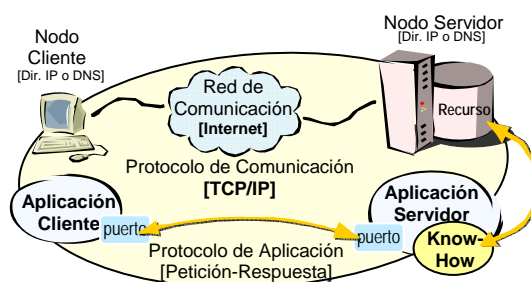 Nodo
Cliente
[Dir. IP o DNS]
Nodo Servidor
[Dir. IP o DNS]
Red de
Comunicación
[Internet]
Recurso
Protocolo de Comunicación
[TCP/IP]
Aplicación
Cliente
puerto
Aplicación
Servidor
puerto
Know-
How
Protocolo de Aplicación
[Petición-Respuesta]